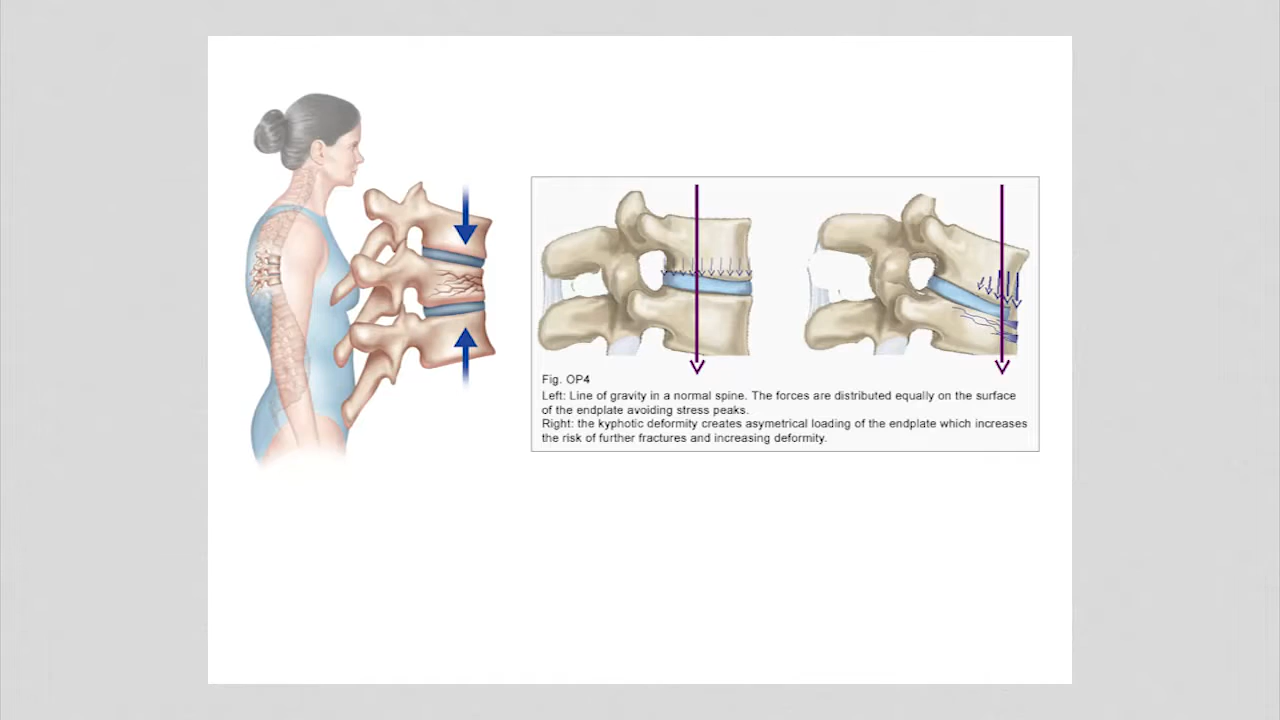 Fig. OP4
Left: Line of gravity in a normal spine. The forces are distributed equally on the surface
of the endplate avoiding stress peaks.
Right: the kyphotic deformity creates asymetrical loading of the endplate which increases
the risk of further fractures and increasing deformity.